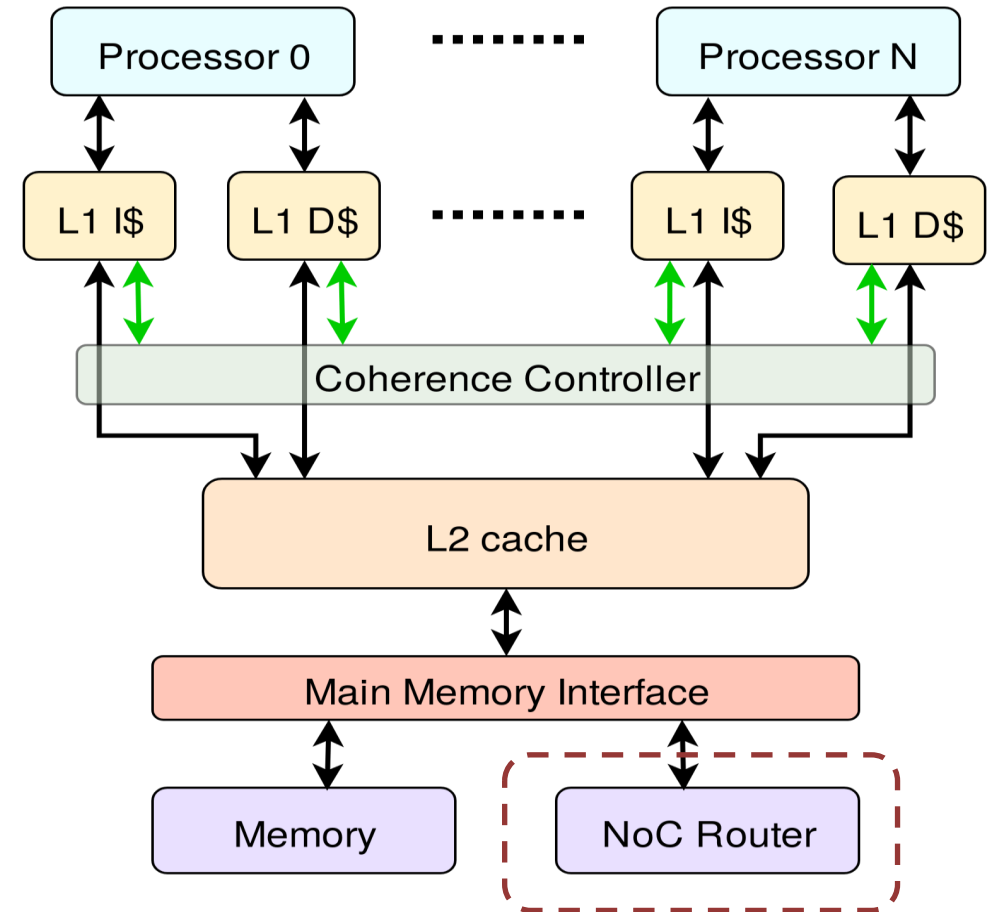 Processor 0
Processor N
L1 I$
L1 D$
L1 I$
L1 D$
Coherence Controller
L2 cache
Main Memory Interface
Memory
NoC Router